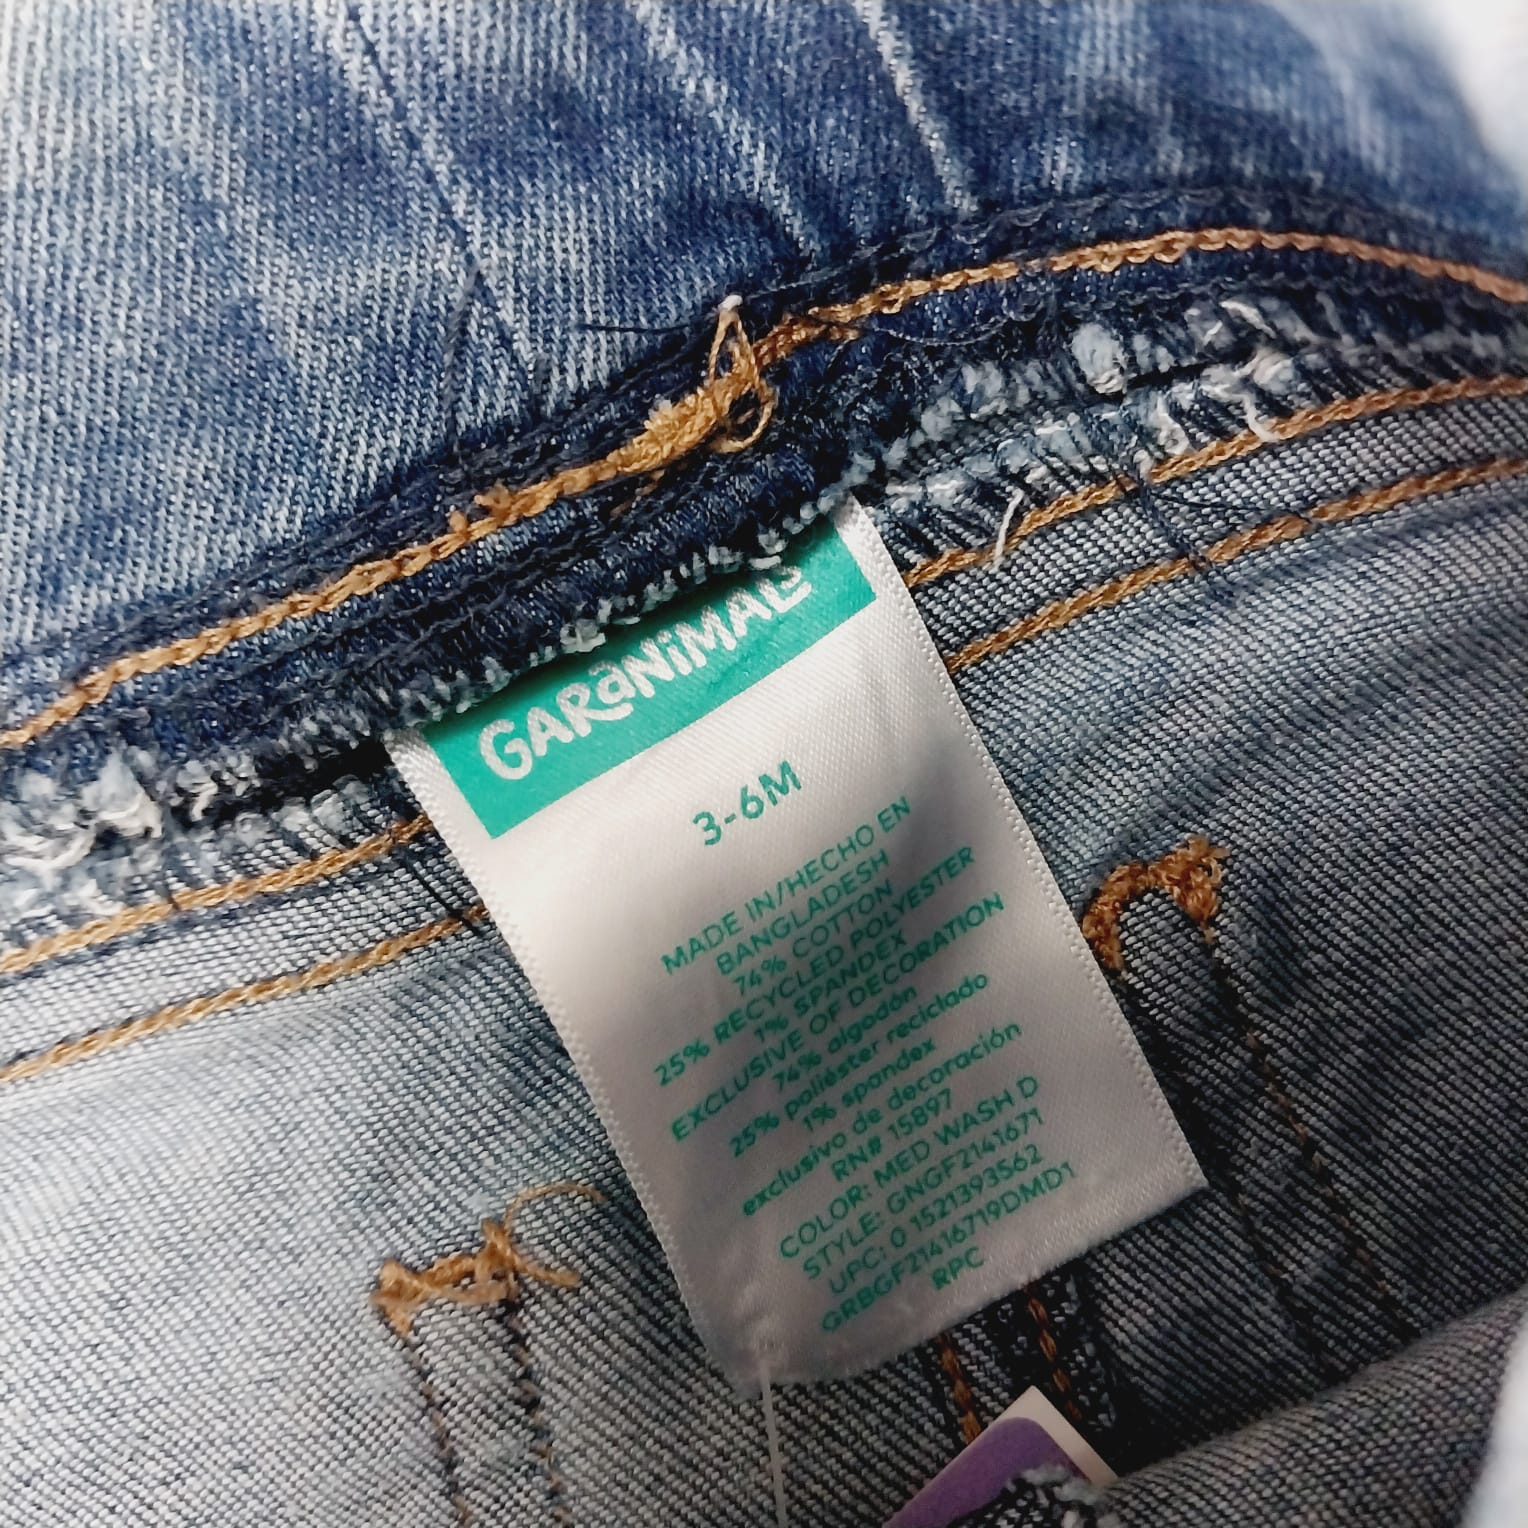 GARANIMALS
3-6M
MADE IN/HECHO EN
BANGLADESH
74% COTTON
25% RECYCLED POLYESTER
1% SPANDEX
EXCLUSIVE OF DECORATION
74% algodón
25% poliéster reciclado
1% spandex
exclusivo de decoración
RN# 15897
COLOR: MED WASH D
STYLE: GNGF2141671
UPC: 0 1521393562
GRBGF21416719DMD1
RPC